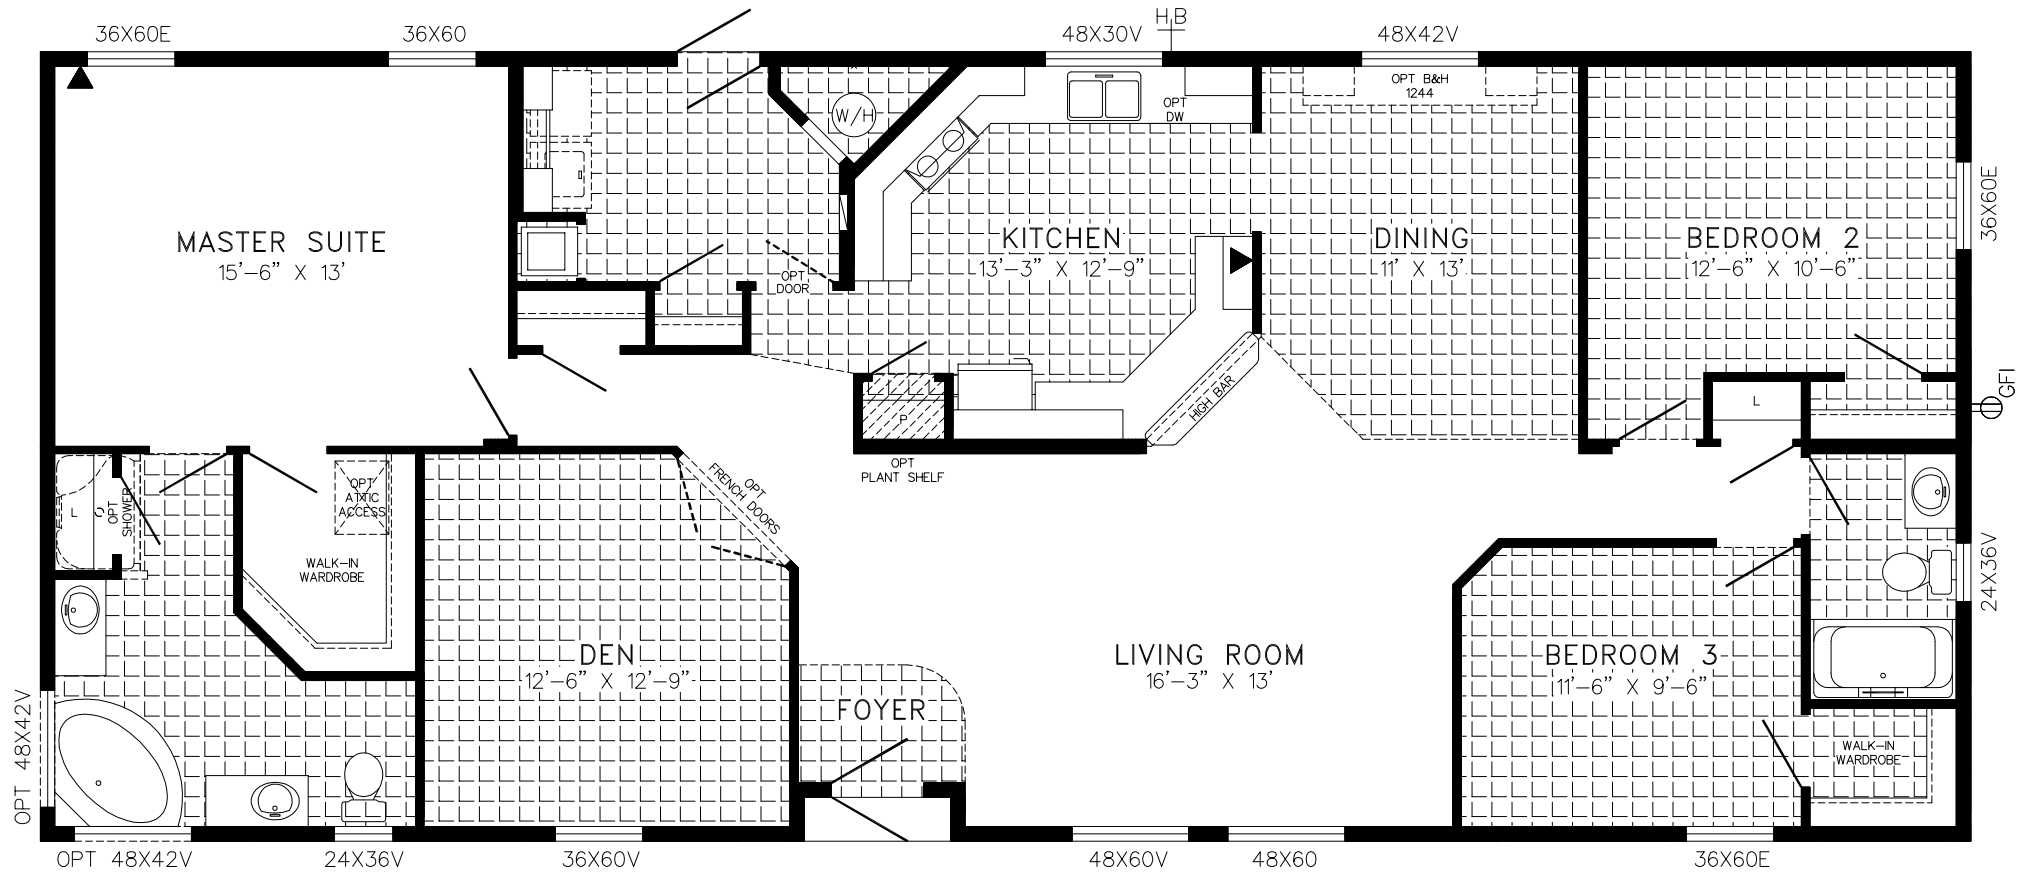 36X60E
36X60
48X30V
HB
48X42V
W/H
OPT
DW
OPT B&H
1244
36X60E
MASTER SUITE
15'-6" X 13'
KITCHEN
13'-3" X 12'-9"
DINING
11' X 13'
BEDROOM 2
12'-6" X 10'-6"
OPT
DOOR
GFI
HIGH BAR
L
P
OPT
PLANT SHELF
OPT
FRENCH DOORS
L
OPT
SHOWER
OPT
ATTIC
ACCESS
WALK-IN
WARDROBE
24X36V
DEN
12'-6" X 12'-9"
LIVING ROOM
16'-3" X 13'
BEDROOM 3
11'-6" X 9'-6"
FOYER
OPT 48X42V
WALK-IN
WARDROBE
OPT 48X42V
24X36V
36X60V
48X60V
48X60
36X60E